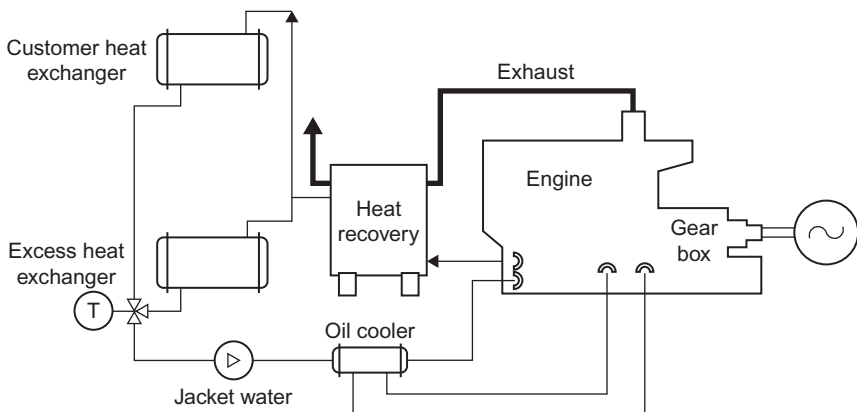 Customer heat
exchanger
Exhaust
Engine
Heat
recovery
Gear
box
Excess heat
exchanger
T
Oil cooler
Jacket water